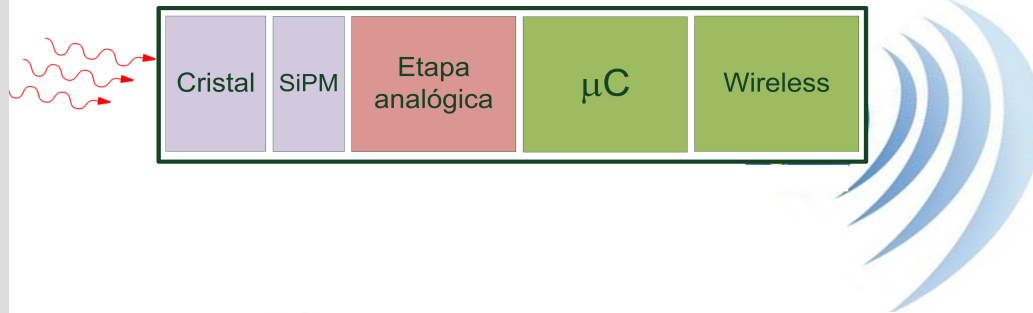 Cristal
SiPM
Etapa
analógica
μC
Wireless